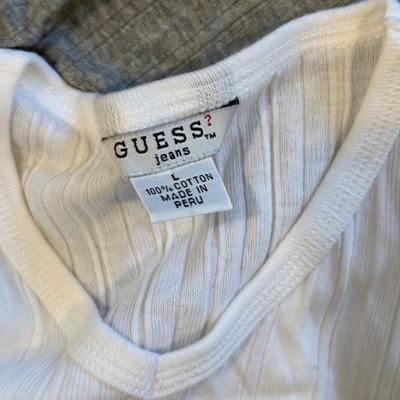 GUESS?™
jeans
L
100% COTTON
MADE IN
PERU